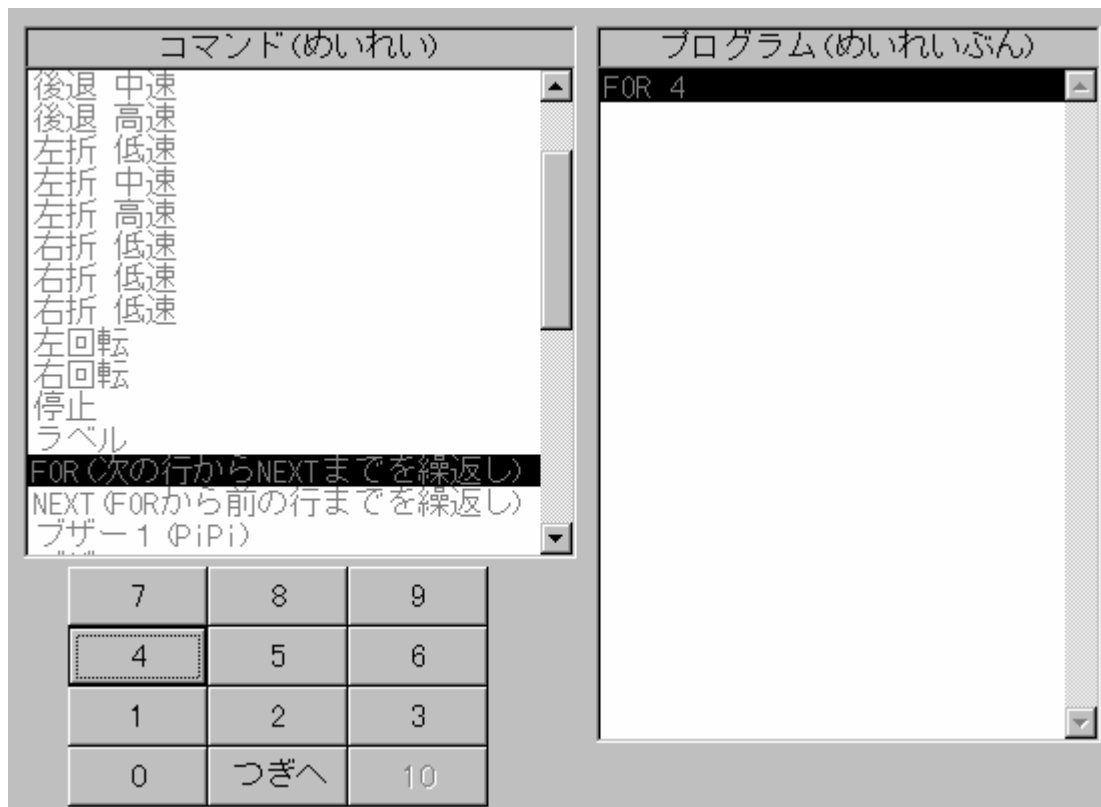 コマンド(めいれい)
後退 中速
後退 高速
左折 低速
左折 中速
左折 高速
右折 低速
右折 低速
右折 低速
左回転
右回転
停止
ラベル
FOR(次の行からNEXTまでを繰返し)
NEXT(FORから前の行までを繰返し)
ブザー1(PiPi)
7 8 9
4 5 6
1 2 3
0 つぎへ 10
プログラム(めいれいぶん)
FOR 4